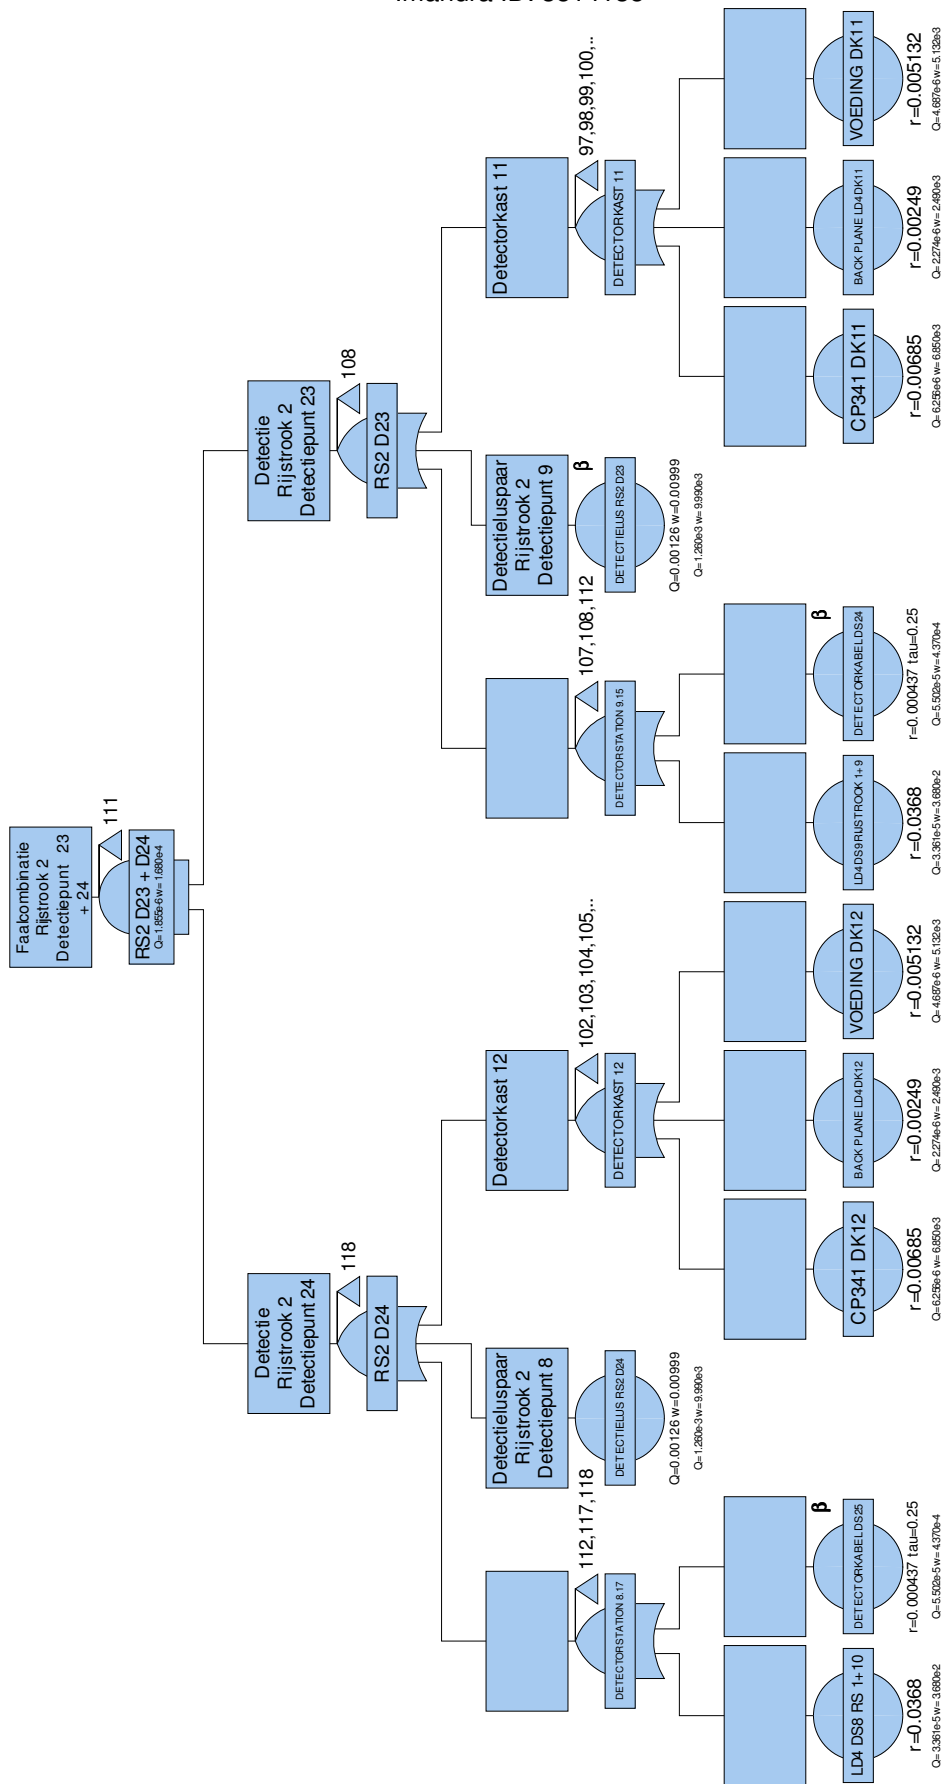 Faalcombinatie
Rijstrook 2
Detectiepunt 23
+ 24
111
RS2 D23 + D24
Q=1.855e-6 w=1.680e-4
Detectie
Rijstrook 2
Detectiepunt 24
118
RS2 D24
Detectie
Rijstrook 2
Detectiepunt 23
108
RS2 D23
112,117,118
DETECTORSTATION 8.17
Detectieluspaar
Rijstrook 2
Detectiepunt 8
DETECTIELUS RS2 D24
Q=0.00126 w=0.00999
Q=1.260e-3 w=9.990e-3
Detectorkast 12
102,103,104,105,..
DETECTORKAST 12
107,108,112
DETECTORSTATION 9.15
Detectieluspaar
Rijstrook 2
Detectiepunt 9
β
DETECTIELUS RS2 D23
Q=0.00126 w=0.00999
Q=1.260e-3 w=9.990e-3
Detectorkast 11
97,98,99,100,..
DETECTORKAST 11
LD4 DS8 RS 1+10
r=0.0368
Q=3.361e-5 w=3.680e-2
β
DETECTORKABEL DS25
r=0.000437 tau=0.25
Q=5.502e-5 w=4.370e-4
CP341 DK12
r=0.00685
Q=6.256e-6 w=6.850e-3
BACK PLANE LD4 DK12
r=0.00249
Q=2.274e-6 w=2.490e-3
VOEDING DK12
r=0.005132
Q=4.687e-6 w=5.132e-3
LD4 DS9 RIJSTROOK 1+9
r=0.0368
Q=3.361e-5 w=3.680e-2
β
DETECTORKABEL DS24
r=0.000437 tau=0.25
Q=5.502e-5 w=4.370e-4
CP341 DK11
r=0.00685
Q=6.256e-6 w=6.850e-3
BACK PLANE LD4 DK11
r=0.00249
Q=2.274e-6 w=2.490e-3
VOEDING DK11
r=0.005132
Q=4.687e-6 w=5.132e-3